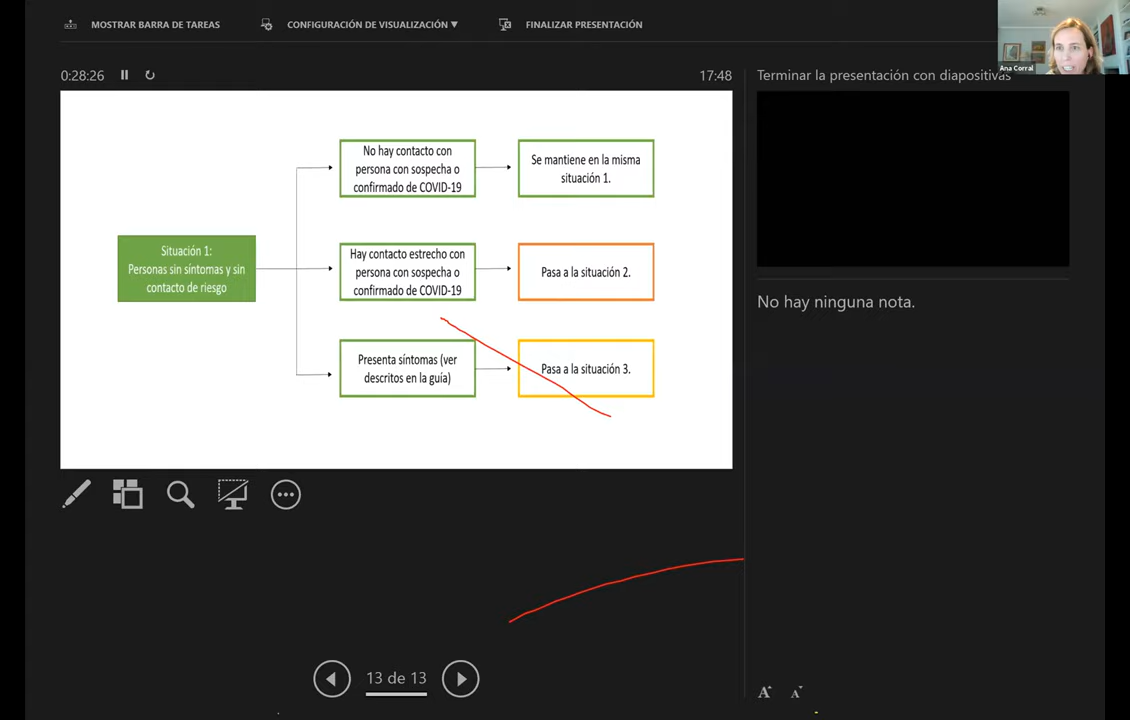 MOSTRAR BARRA DE TAREAS
CONFIGURACIÓN DE VISUALIZACIÓN ▼
FINALIZAR PRESENTACIÓN
Ana Corral
0:28:26
17:48
Terminar la presentación con diapositivas
No hay contacto con
persona con sospecha o
confirmado de COVID-19
Se mantiene en la misma
situación 1.
Situación 1:
Personas sin síntomas y sin
contacto de riesgo
Hay contacto estrecho con
persona con sospecha o
confirmado de COVID-19
Pasa a la situación 2.
Presenta síntomas (ver
descritos en la guía)
Pasa a la situación 3.
No hay ninguna nota.
13 de 13
A A